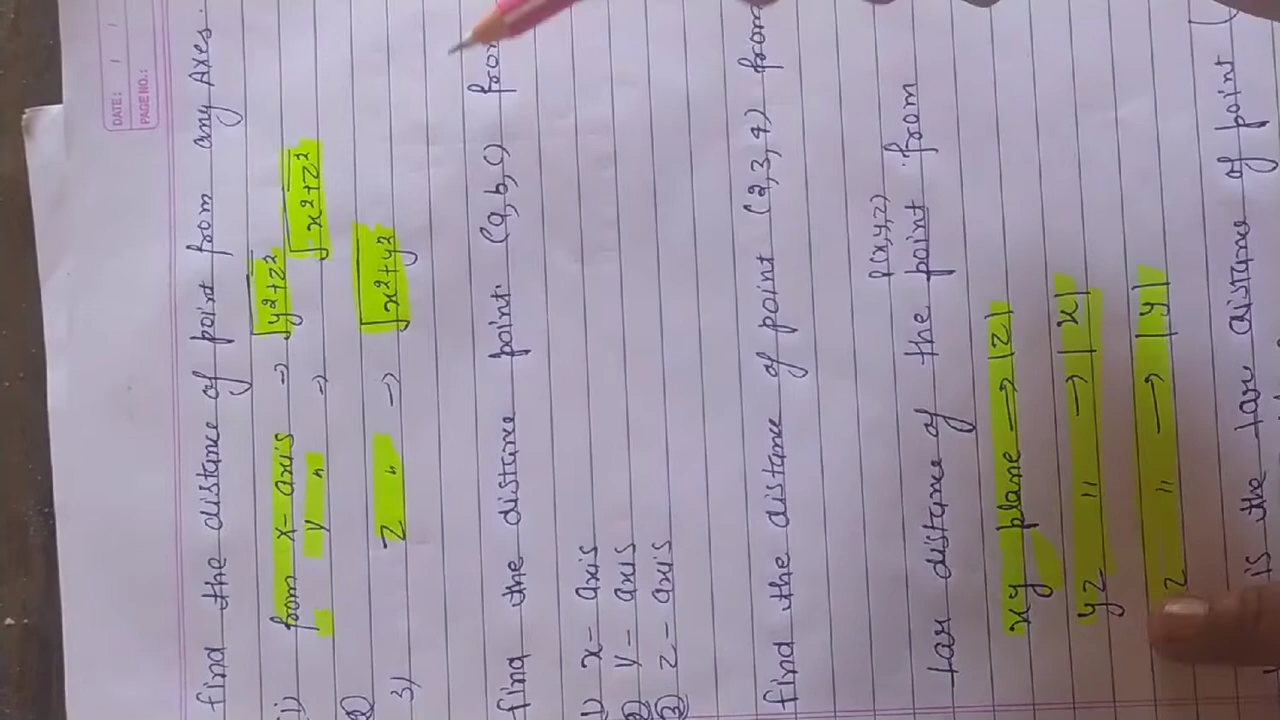 DATE: / /
PAGE NO.:
find the distance of point from any Axes.
1) from x- axis → √y²+z²
2) y " → √x²+z²
3) z " → √x²+y²
find the distance point (a,b,c) from
1) x- axis
2) y- axis
3) z- axis
find the distance of point (2,3,4) from
P(x,y,z)
far distance of the point from
xy plane → |z|
yz " → |x|
z " → |y|
is the far distance of point (